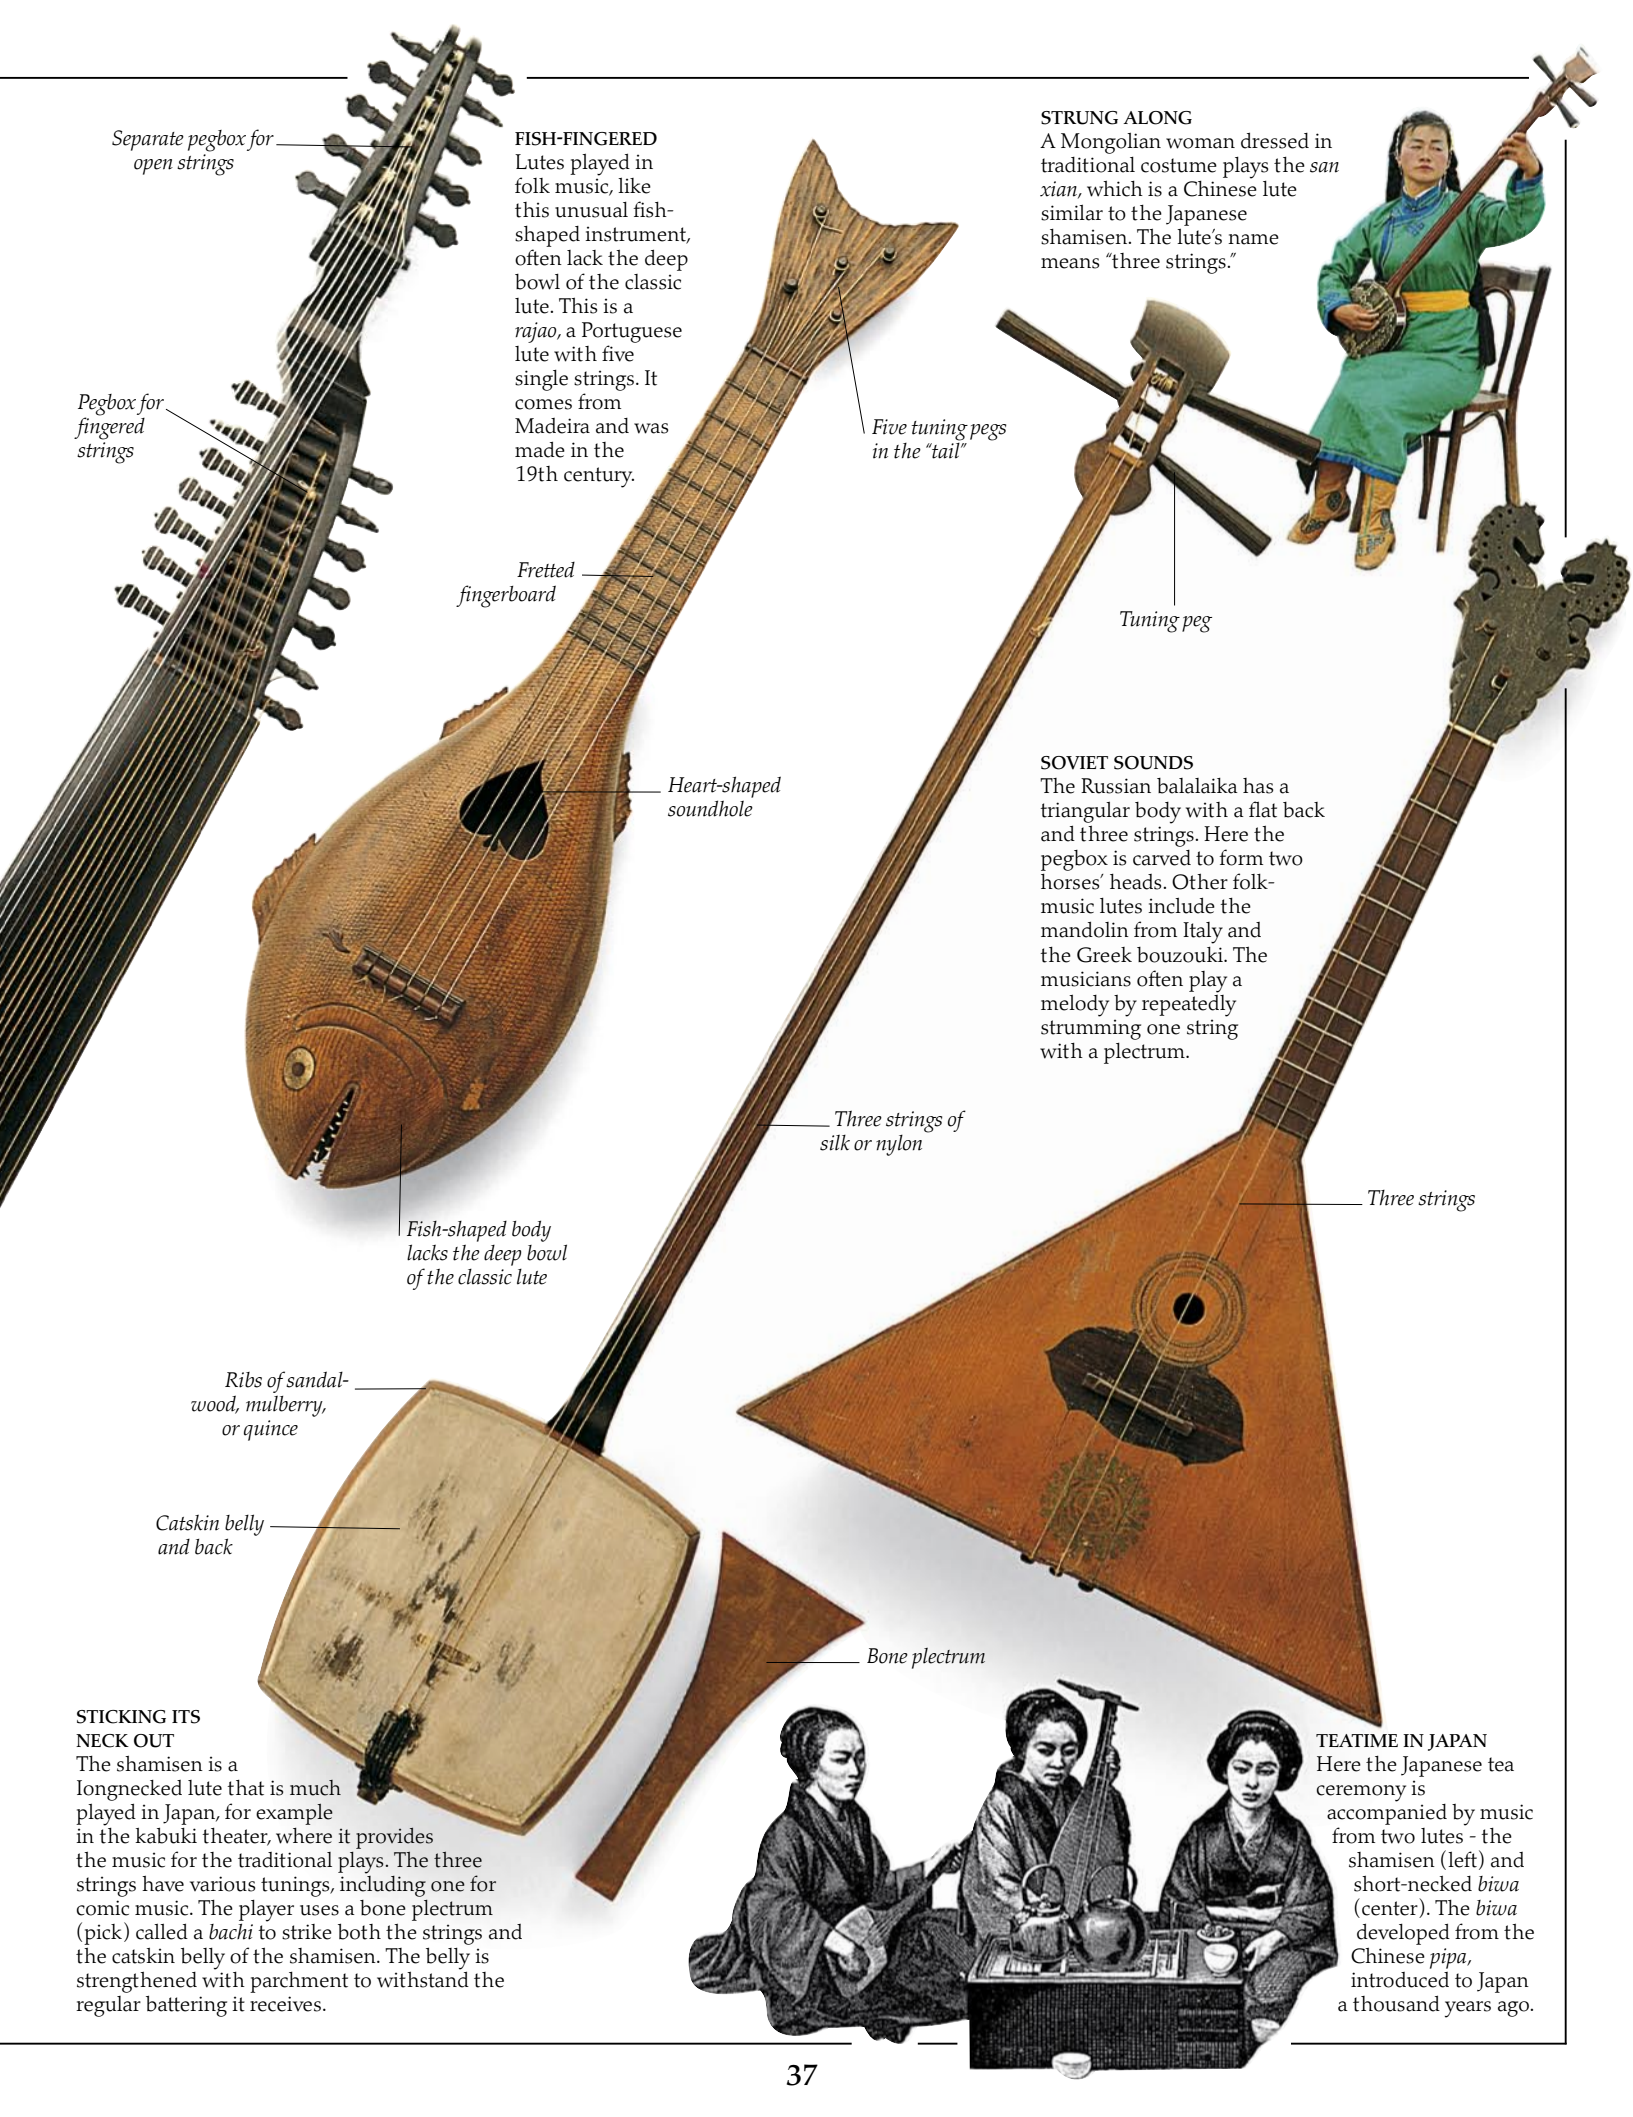 Separate pegbox for
open strings
FISH-FINGERED
Lutes played in
folk music, like
this unusual fish-
shaped instrument,
often lack the deep
bowl of the classic
lute. This is a
rajao, a Portuguese
lute with five
single strings. It
comes from
Madeira and was
made in the
19th century.
STRUNG ALONG
A Mongolian woman dressed in
traditional costume plays the san
xian, which is a Chinese lute
similar to the Japanese
shamisen. The lute’s name
means “three strings.”
Pegbox for
fingered
strings
Five tuning pegs
in the “tail”
Fretted
fingerboard
Tuning peg
Heart-shaped
soundhole
SOVIET SOUNDS
The Russian balalaika has a
triangular body with a flat back
and three strings. Here the
pegbox is carved to form two
horses’ heads. Other folk-
music lutes include the
mandolin from Italy and
the Greek bouzouki. The
musicians often play a
melody by repeatedly
strumming one string
with a plectrum.
Three strings of
silk or nylon
Three strings
Fish-shaped body
lacks the deep bowl
of the classic lute
Ribs of sandal-
wood, mulberry,
or quince
Catskin belly
and back
Bone plectrum
STICKING ITS
NECK OUT
The shamisen is a
Iongnecked lute that is much
played in Japan, for example
in the kabuki theater, where it provides
the music for the traditional plays. The three
strings have various tunings, including one for
comic music. The player uses a bone plectrum
(pick) called a bachi to strike both the strings and
the catskin belly of the shamisen. The belly is
strengthened with parchment to withstand the
regular battering it receives.
TEATIME IN JAPAN
Here the Japanese tea
ceremony is
accompanied by music
from two lutes - the
shamisen (left) and
short-necked biwa
(center). The biwa
developed from the
Chinese pipa,
introduced to Japan
a thousand years ago.
37